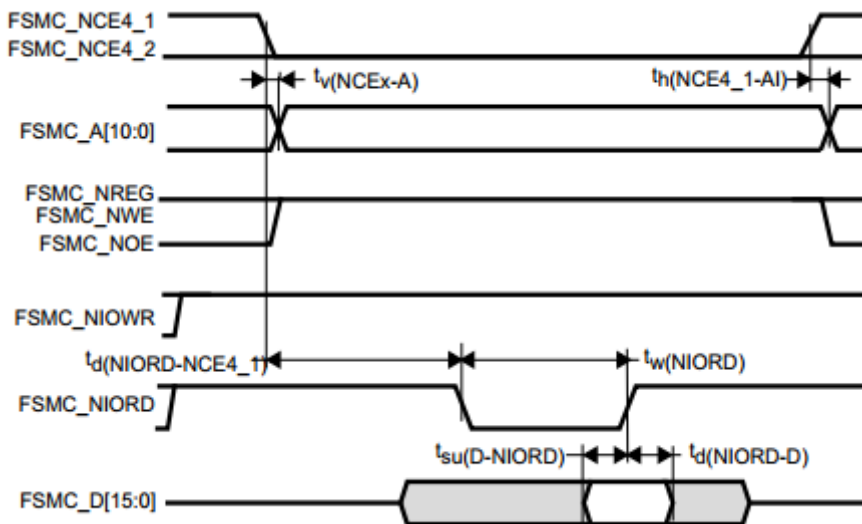 FSMC_NCE4_1
FSMC_NCE4_2
tv(NCEx-A)
th(NCE4_1-AI)
FSMC_A[10:0]
FSMC_NREG
FSMC_NWE
FSMC_NOE
FSMC_NIOWR
td(NIORD-NCE4_1)
tw(NIORD)
FSMC_NIORD
tsu(D-NIORD)
td(NIORD-D)
FSMC_D[15:0]